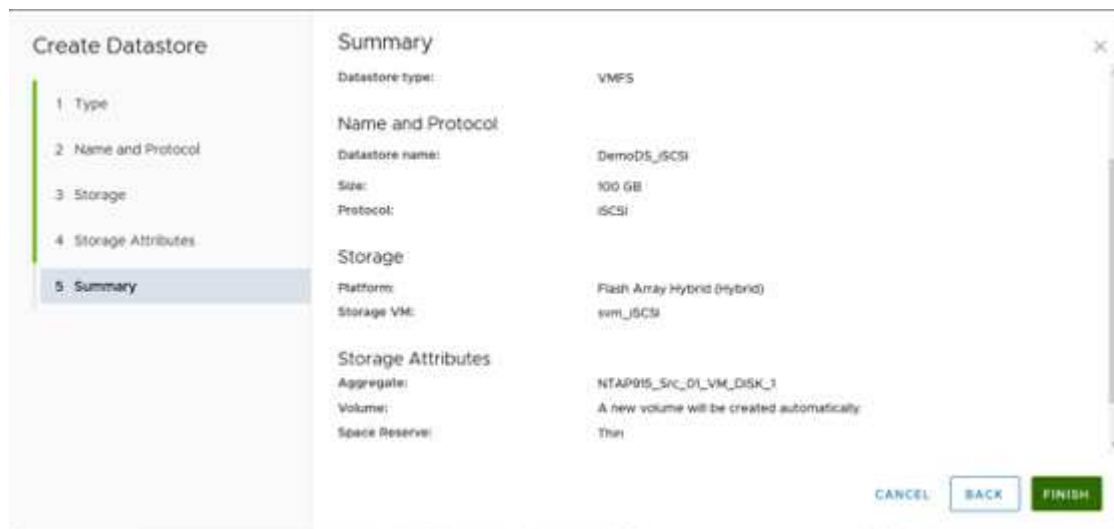 Create Datastore
1 Type
2 Name and Protocol
3 Storage
4 Storage Attributes
5 Summary
Summary
Datastore type: VMFS
Name and Protocol
Datastore name: DemoDS_iSCSI
Size: 100 GB
Protocol: iSCSI
Storage
Platform: Flash Array Hybrid (Hybrid)
Storage VM: svm_iSCSI
Storage Attributes
Aggregate: NTAP915_Src_01_VM_DISK_1
Volume: A new volume will be created automatically.
Space Reserve: Thin
CANCEL BACK FINISH